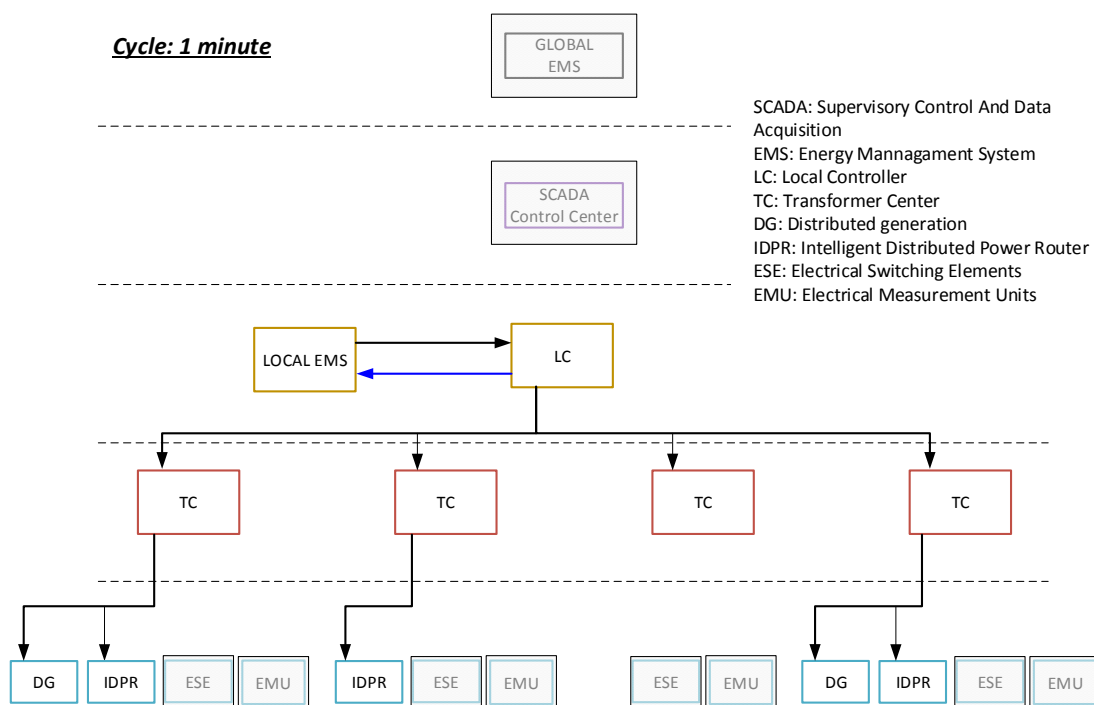 Cycle: 1 minute
GLOBAL
EMS
SCADA: Supervisory Control And Data
Acquisition
EMS: Energy Mannagament System
LC: Local Controller
TC: Transformer Center
DG: Distributed generation
IDPR: Intelligent Distributed Power Router
ESE: Electrical Switching Elements
EMU: Electrical Measurement Units
SCADA
Control Center
LOCAL EMS
LC
TC
TC
TC
TC
DG
IDPR
ESE
EMU
IDPR
ESE
EMU
ESE
EMU
DG
IDPR
ESE
EMU